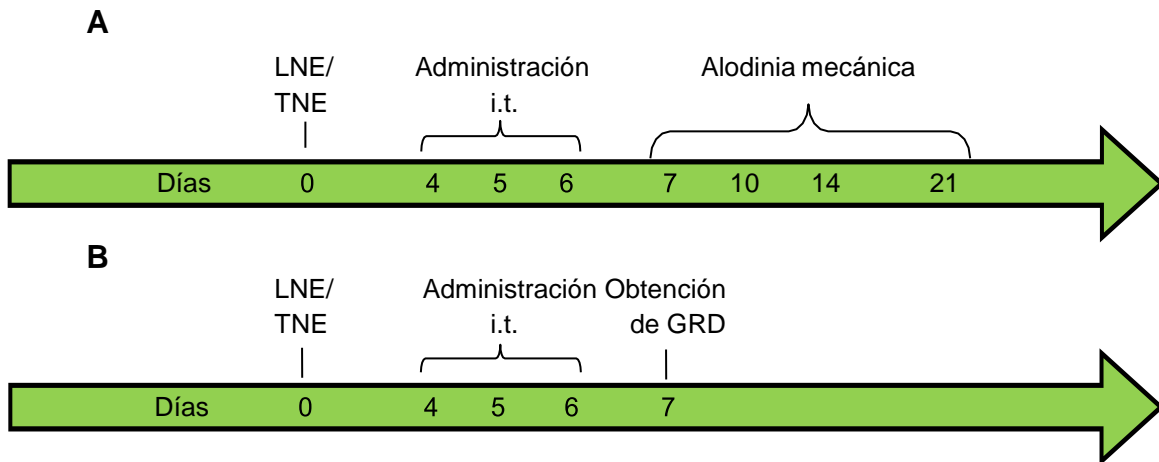 A
LNE/ Administración Alodinia mecánica
TNE i.t.
Días 0 4 5 6 7 10 14 21
B
LNE/ Administración Obtención
TNE i.t. de GRD
Días 0 4 5 6 7